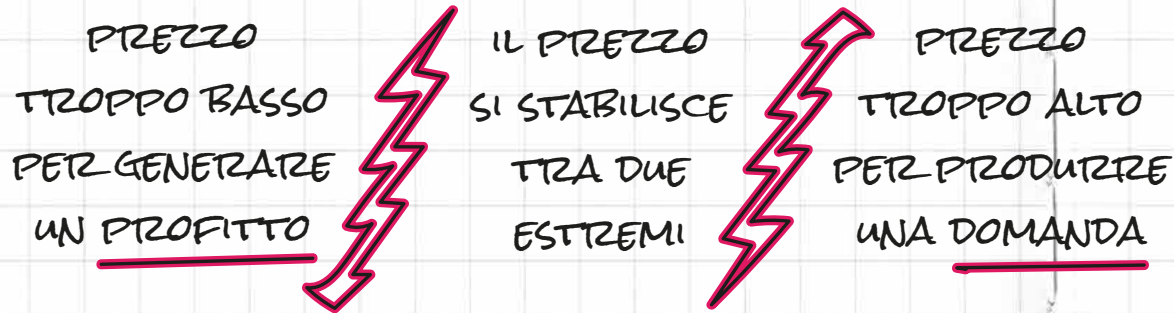 PREZZO
TROPPO BASSO
PER GENERARE
UN PROFITTO
IL PREZZO
SI STABILISCE
TRA DUE
ESTREMI
PREZZO
TROPPO ALTO
PER PRODURRE
UNA DOMANDA